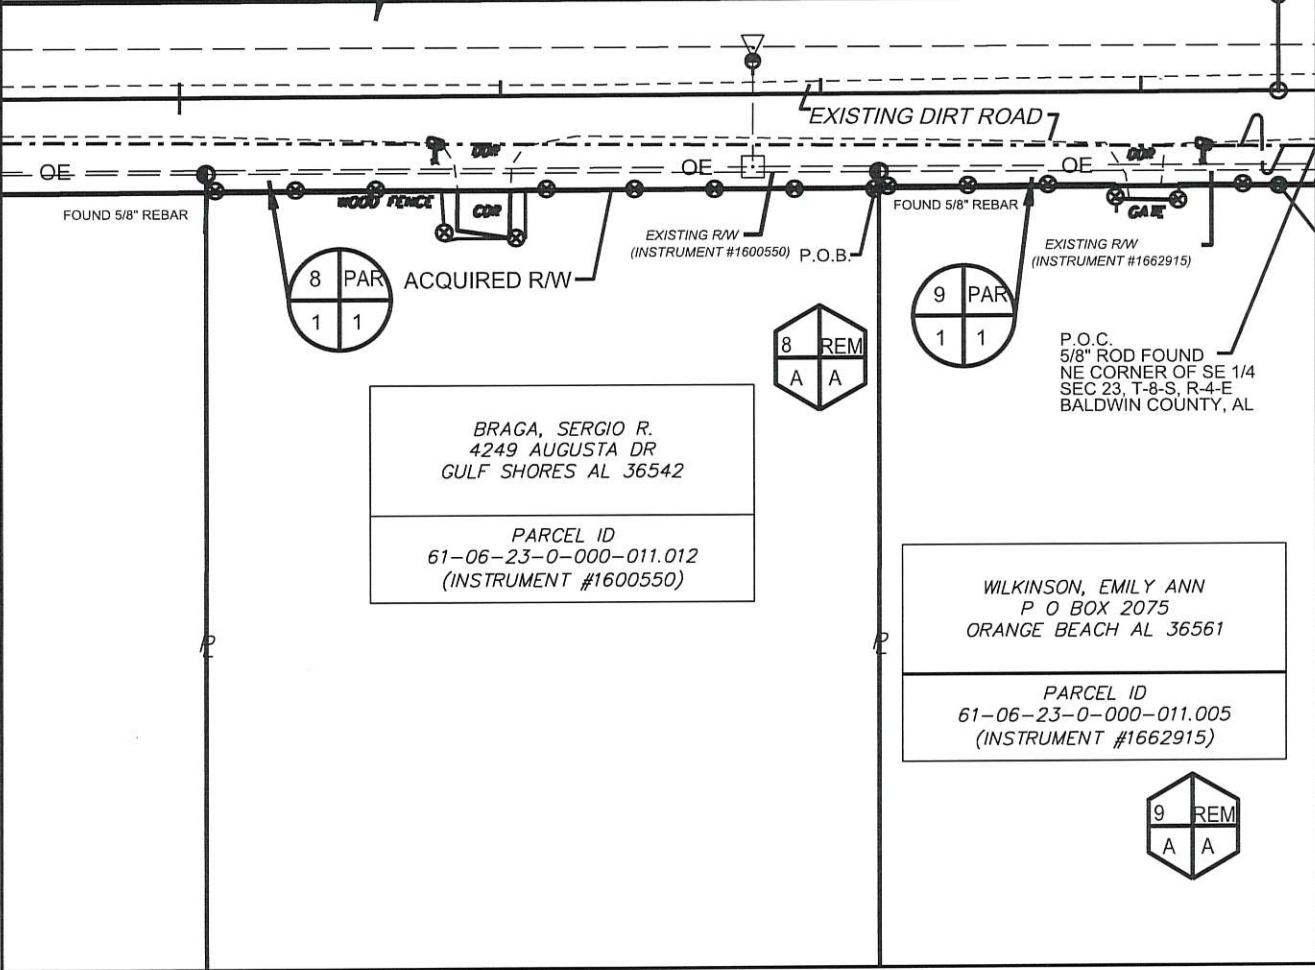 EXISTING DIRT ROAD
DDR
OE
OE
OE
DDR
FOUND 5/8" REBAR
WOOD FENCE
CDR
FOUND 5/8" REBAR
GATE
EXISTING R/W
(INSTRUMENT #1600550)
P.O.B.
EXISTING R/W
(INSTRUMENT #1662915)
8 PAR
1 1
ACQUIRED R/W
9 PAR
1 1
8 REM
A A
P.O.C.
5/8" ROD FOUND
NE CORNER OF SE 1/4
SEC 23, T-8-S, R-4-E
BALDWIN COUNTY, AL
BRAGA, SERGIO R.
4249 AUGUSTA DR
GULF SHORES AL 36542
PARCEL ID
61-06-23-0-000-011.012
(INSTRUMENT #1600550)
WILKINSON, EMILY ANN
P O BOX 2075
ORANGE BEACH AL 36561
PARCEL ID
61-06-23-0-000-011.005
(INSTRUMENT #1662915)
PL
PL
9 REM
A A